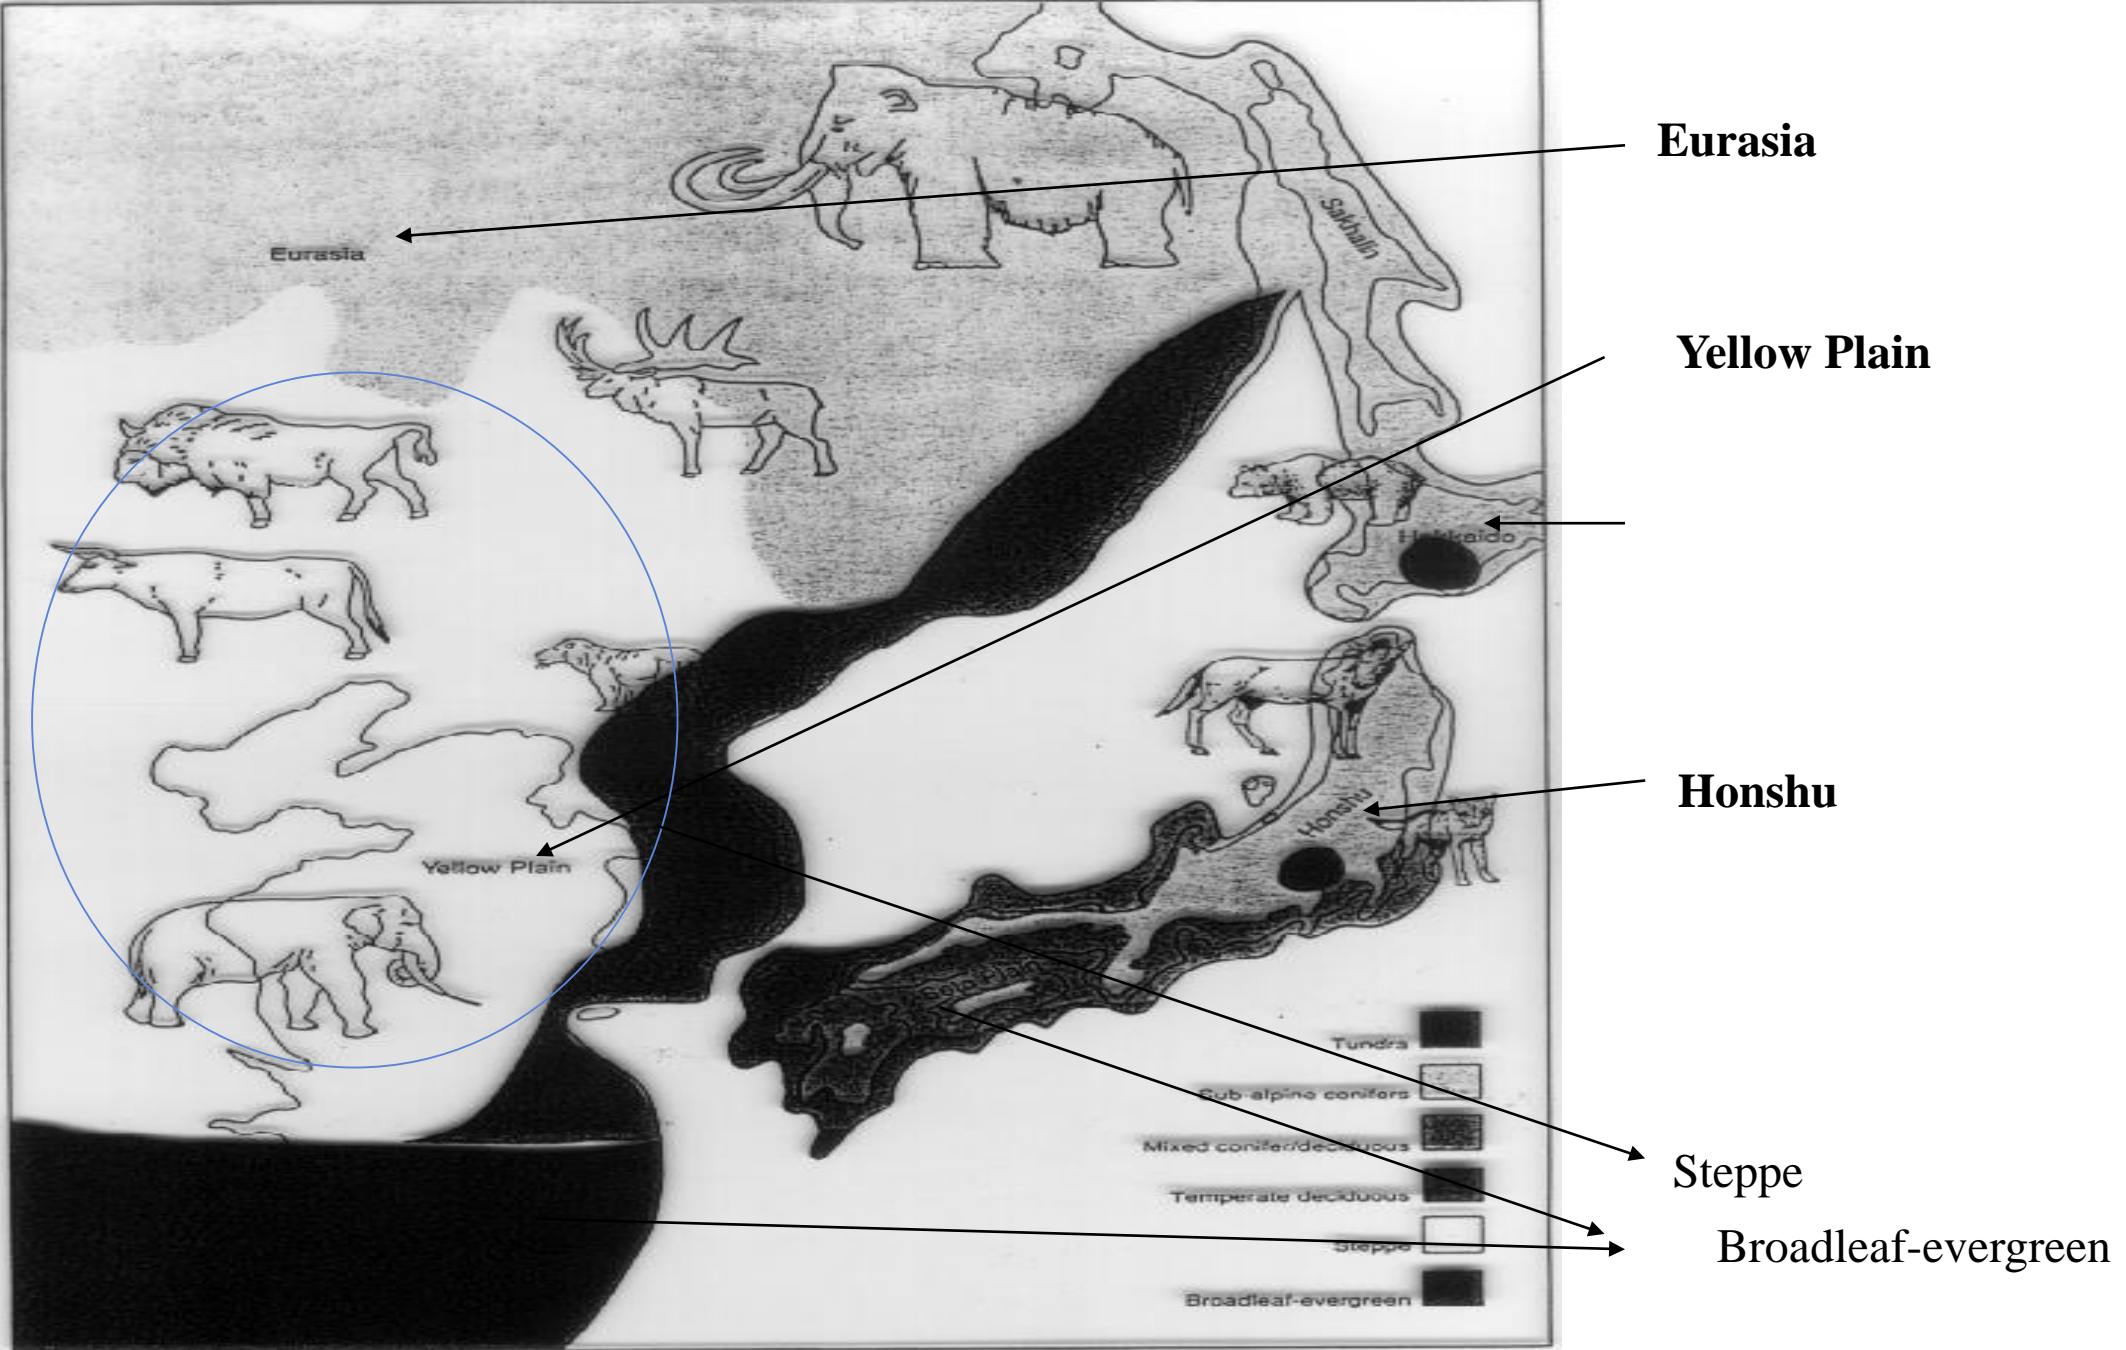 Eurasia
Eurasia
Sakhalin
Yellow Plain
Hokkaido
Honshu
Honshu
Yellow Plain
Plain
Tundra
Sub-alpine conifers
Mixed conifer/deciduous
Temperate deciduous
Steppe
Broadleaf-evergreen
Steppe
Broadleaf-evergreen